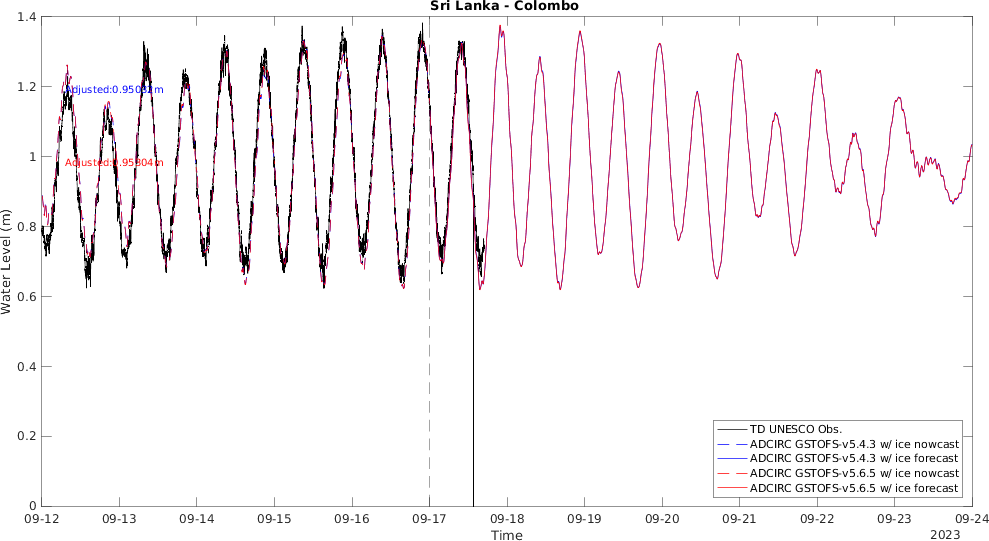 Sri Lanka - Colombo
1.4
1.2
1
0.8
0.6
0.4
0.2
0
Water Level (m)
Adjusted:0.95032m
Adjusted:0.95304m
TD UNESCO Obs.
ADCIRC GSTOFS-v5.4.3 w/ ice nowcast
ADCIRC GSTOFS-v5.4.3 w/ ice forecast
ADCIRC GSTOFS-v5.6.5 w/ ice nowcast
ADCIRC GSTOFS-v5.6.5 w/ ice forecast
09-12 09-13 09-14 09-15 09-16 09-17 09-18 09-19 09-20 09-21 09-22 09-23 09-24
Time
2023